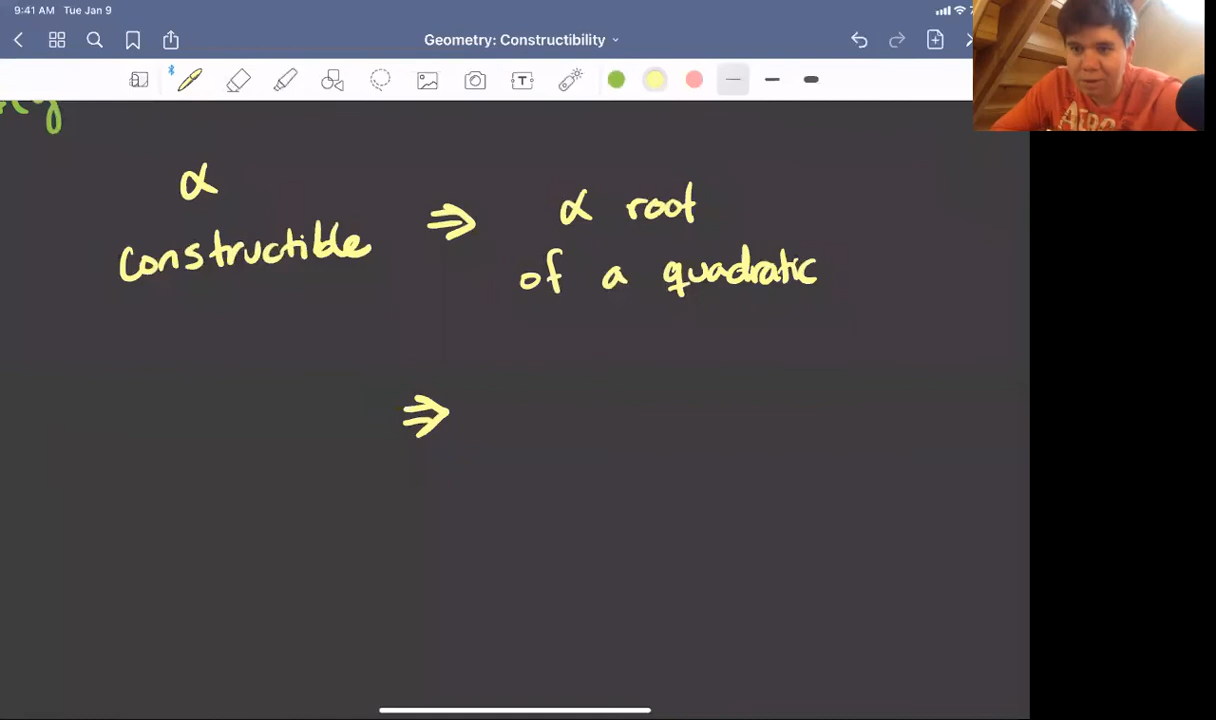 9:41 AM Tue Jan 9
Geometry: Constructibility
T
α
constructible
⇒
α root
of a quadratic
⇒